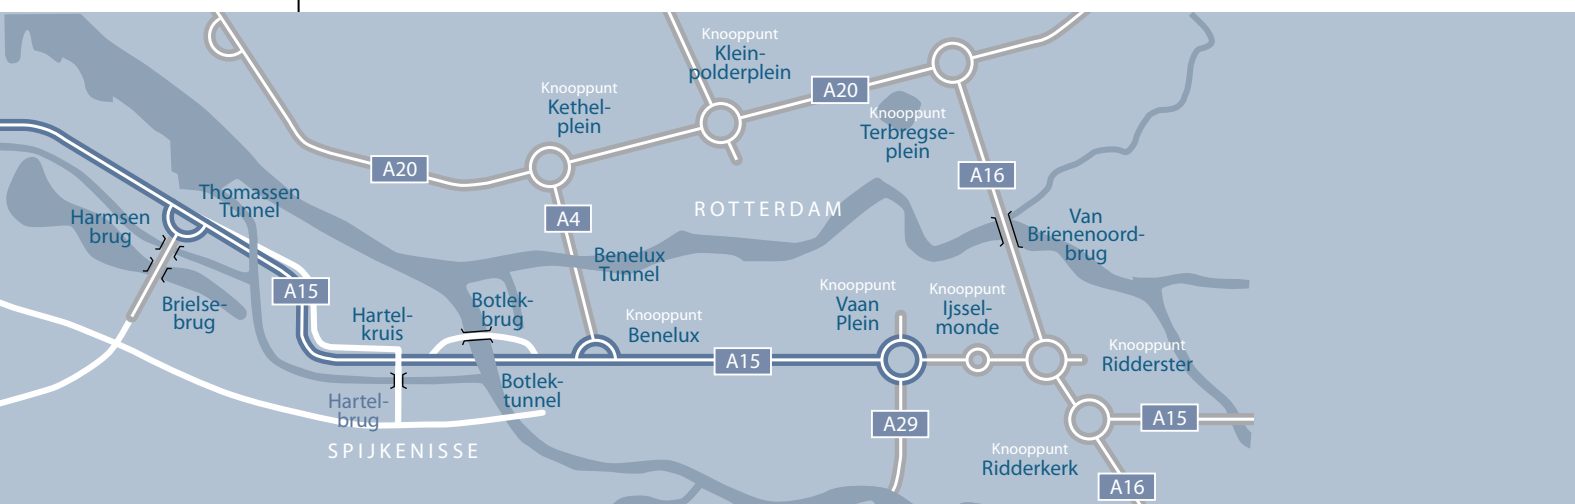 Knooppunt
Klein-
polderplein
Knooppunt
Kethel-
plein
A20
Knooppunt
Terbregse-
plein
A20
A16
Thomassen
Tunnel
Harmsen
brug
A4
ROTTERDAM
Van
Brienenoord-
brug
Benelux
Tunnel
A15
Brielse-
brug
Hartel-
kruis
Botlek-
brug
Knooppunt
Benelux
Knooppunt
Vaan
Plein
Knooppunt
Ijssel-
monde
A15
Knooppunt
Ridderster
Botlek-
tunnel
Hartel-
brug
A29
A15
SPIJKENISSE
Knooppunt
Ridderkerk
A16